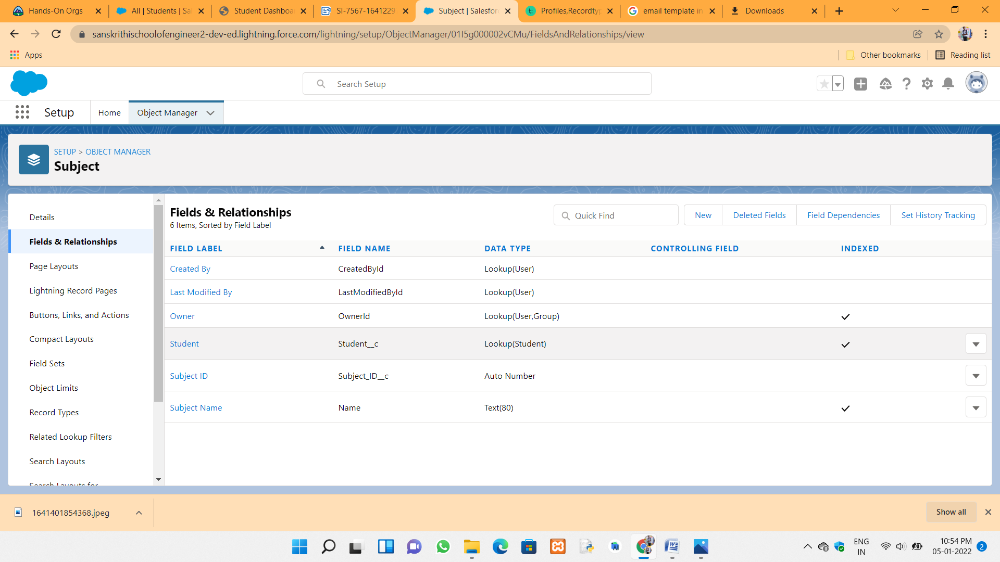 Hands-On Orgs
All | Students | Sal
Student Dashboa
SI-7567-1641229
Subject | Salesforc
Profiles,Recordtyp
email template in
Downloads
sanskrithischoolofengineer2-dev-ed.lightning.force.com/lightning/setup/ObjectManager/01I5g000002vCMu/FieldsAndRelationships/view
Apps
Other bookmarks
Reading list
Search Setup
Setup
Home
Object Manager
SETUP > OBJECT MANAGER
Subject
Details
Fields & Relationships
Page Layouts
Lightning Record Pages
Buttons, Links, and Actions
Compact Layouts
Field Sets
Object Limits
Record Types
Related Lookup Filters
Search Layouts
Search Layouts for
Fields & Relationships
6 Items, Sorted by Field Label
Quick Find
New
Deleted Fields
Field Dependencies
Set History Tracking
FIELD LABEL FIELD NAME DATA TYPE CONTROLLING FIELD INDEXED
Created By CreatedById Lookup(User)
Last Modified By LastModifiedById Lookup(User)
Owner OwnerId Lookup(User,Group)
Student Student__c Lookup(Student)
Subject ID Subject_ID__c Auto Number
Subject Name Name Text(80)
1641401854368.jpeg
Show all
ENG
IN
10:54 PM
05-01-2022
2